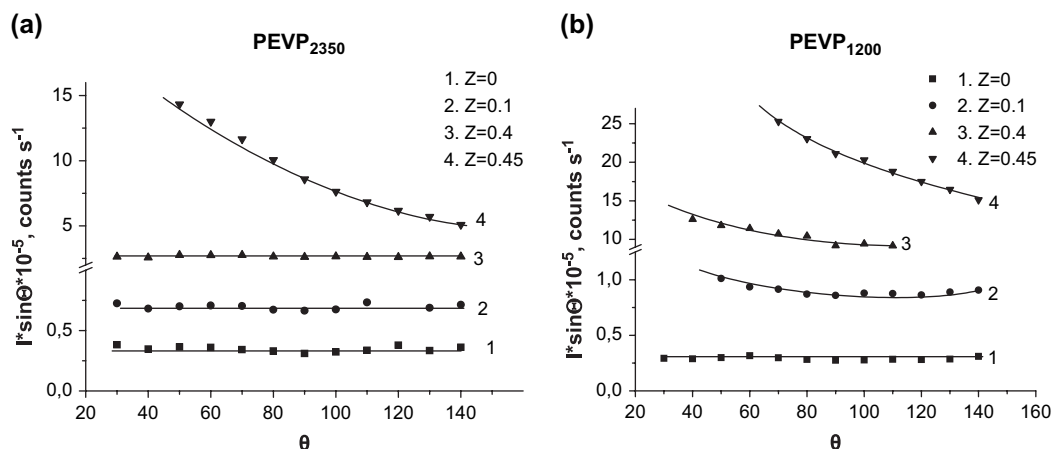 (a)
PEVP2350
1. Z=0
2. Z=0.1
3. Z=0.4
4. Z=0.45
I*sinΘ*10-5, counts s-1
15
10
5
0,5
0,0
4
3
2
1
20 40 60 80 100 120 140
θ
(b)
PEVP1200
1. Z=0
2. Z=0.1
3. Z=0.4
4. Z=0.45
I*sinΘ*10-5, counts s-1
25
20
15
10
1,0
0,5
0,0
4
3
2
1
20 40 60 80 100 120 140 160
θ